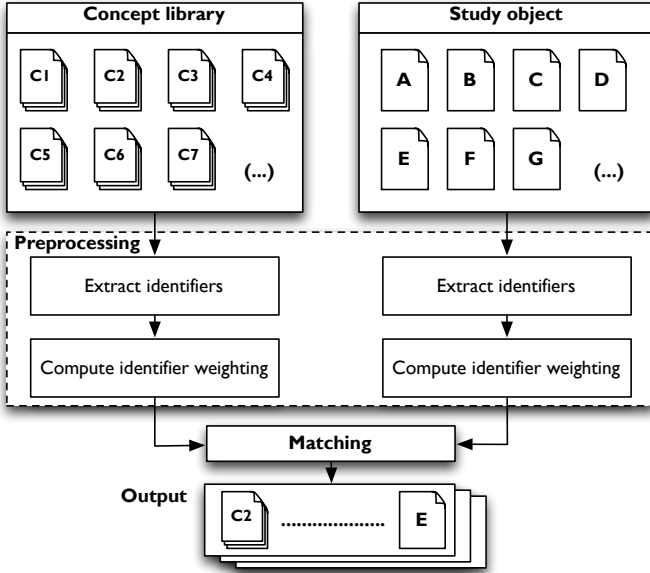 Concept library
Study object
C1 C2 C3 C4
A B C D
C5 C6 C7 (...)
E F G (...)
Preprocessing
Extract identifiers
Extract identifiers
Compute identifier weighting
Compute identifier weighting
Matching
Output
C2 ..................... E